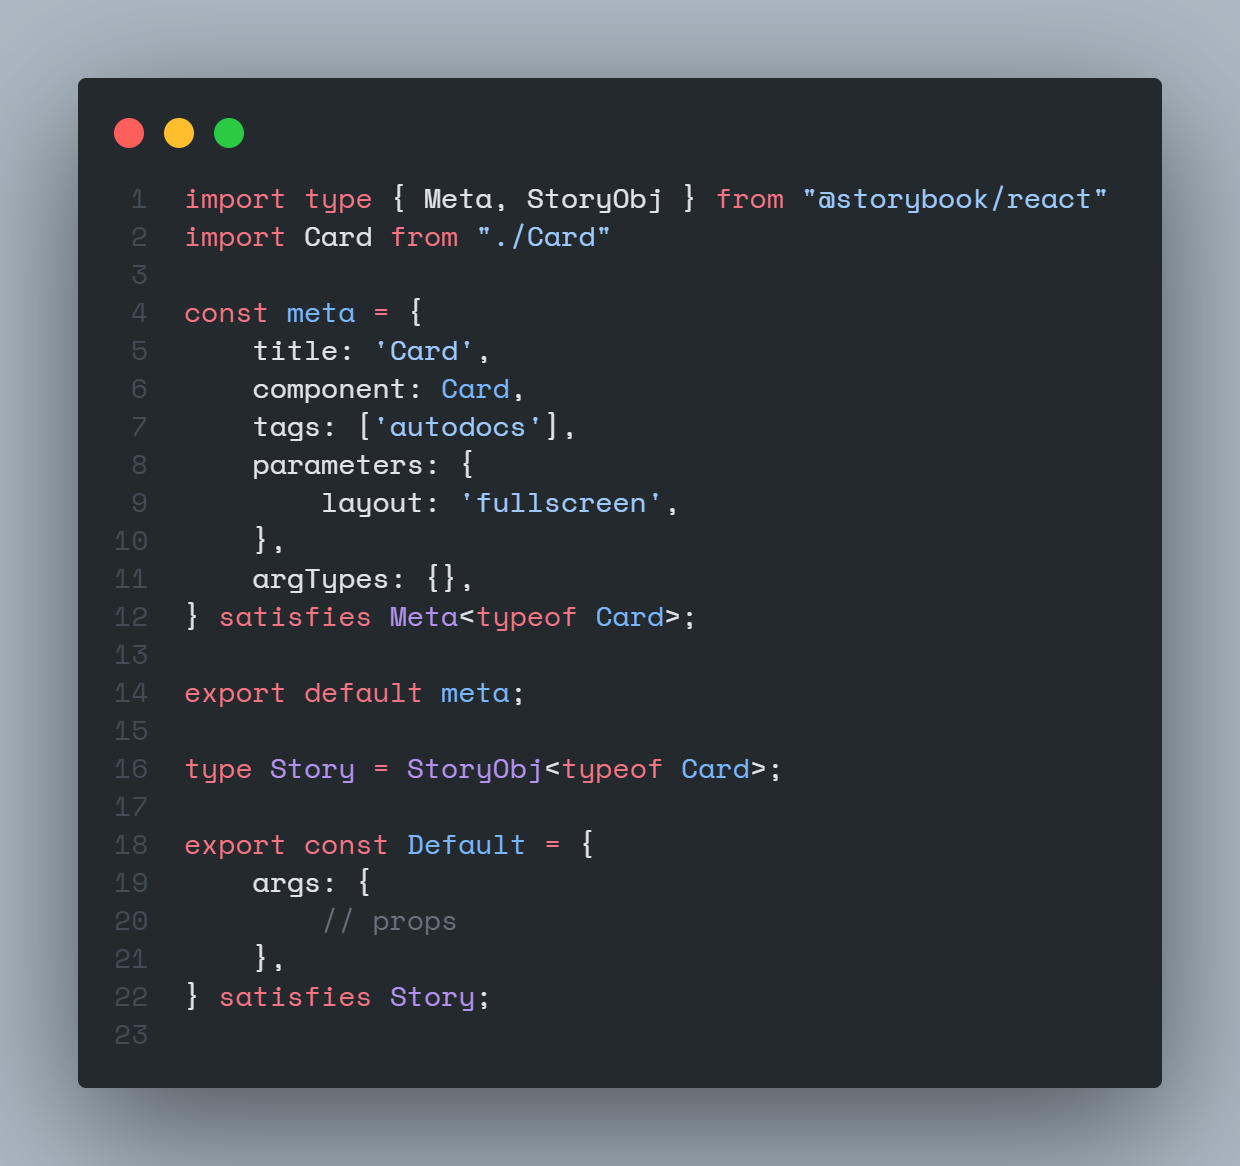 1 import type { Meta, StoryObj } from "@storybook/react"
2 import Card from "./Card"
3
4 const meta = {
5     title: 'Card',
6     component: Card,
7     tags: ['autodocs'],
8     parameters: {
9         layout: 'fullscreen',
10     },
11     argTypes: {},
12 } satisfies Meta<typeof Card>;
13
14 export default meta;
15
16 type Story = StoryObj<typeof Card>;
17
18 export const Default = {
19     args: {
20         // props
21     },
22 } satisfies Story;
23